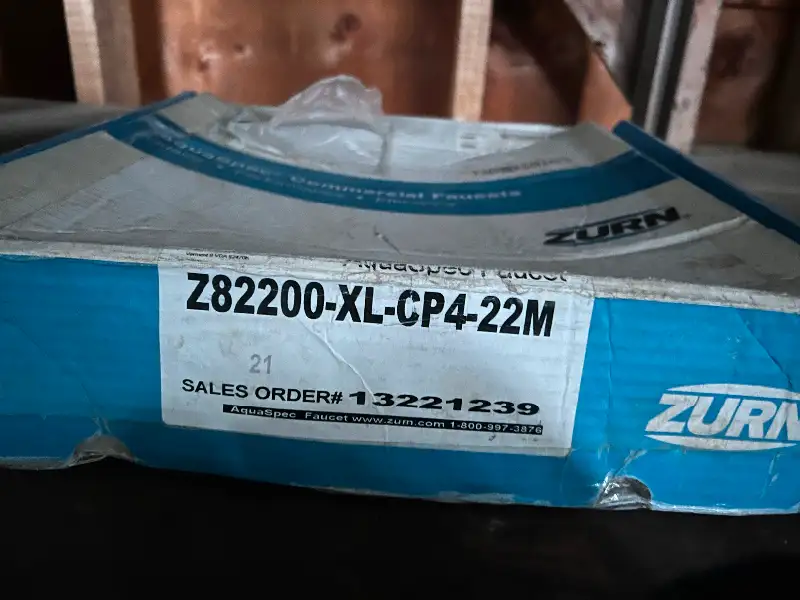 AquaSpec® Commercial Faucets
ZURN
AquaSpec Faucet
Z82200-XL-CP4-22M
21
SALES ORDER# 13221239
AquaSpec Faucet www.zurn.com 1-800-997-3876
ZURN